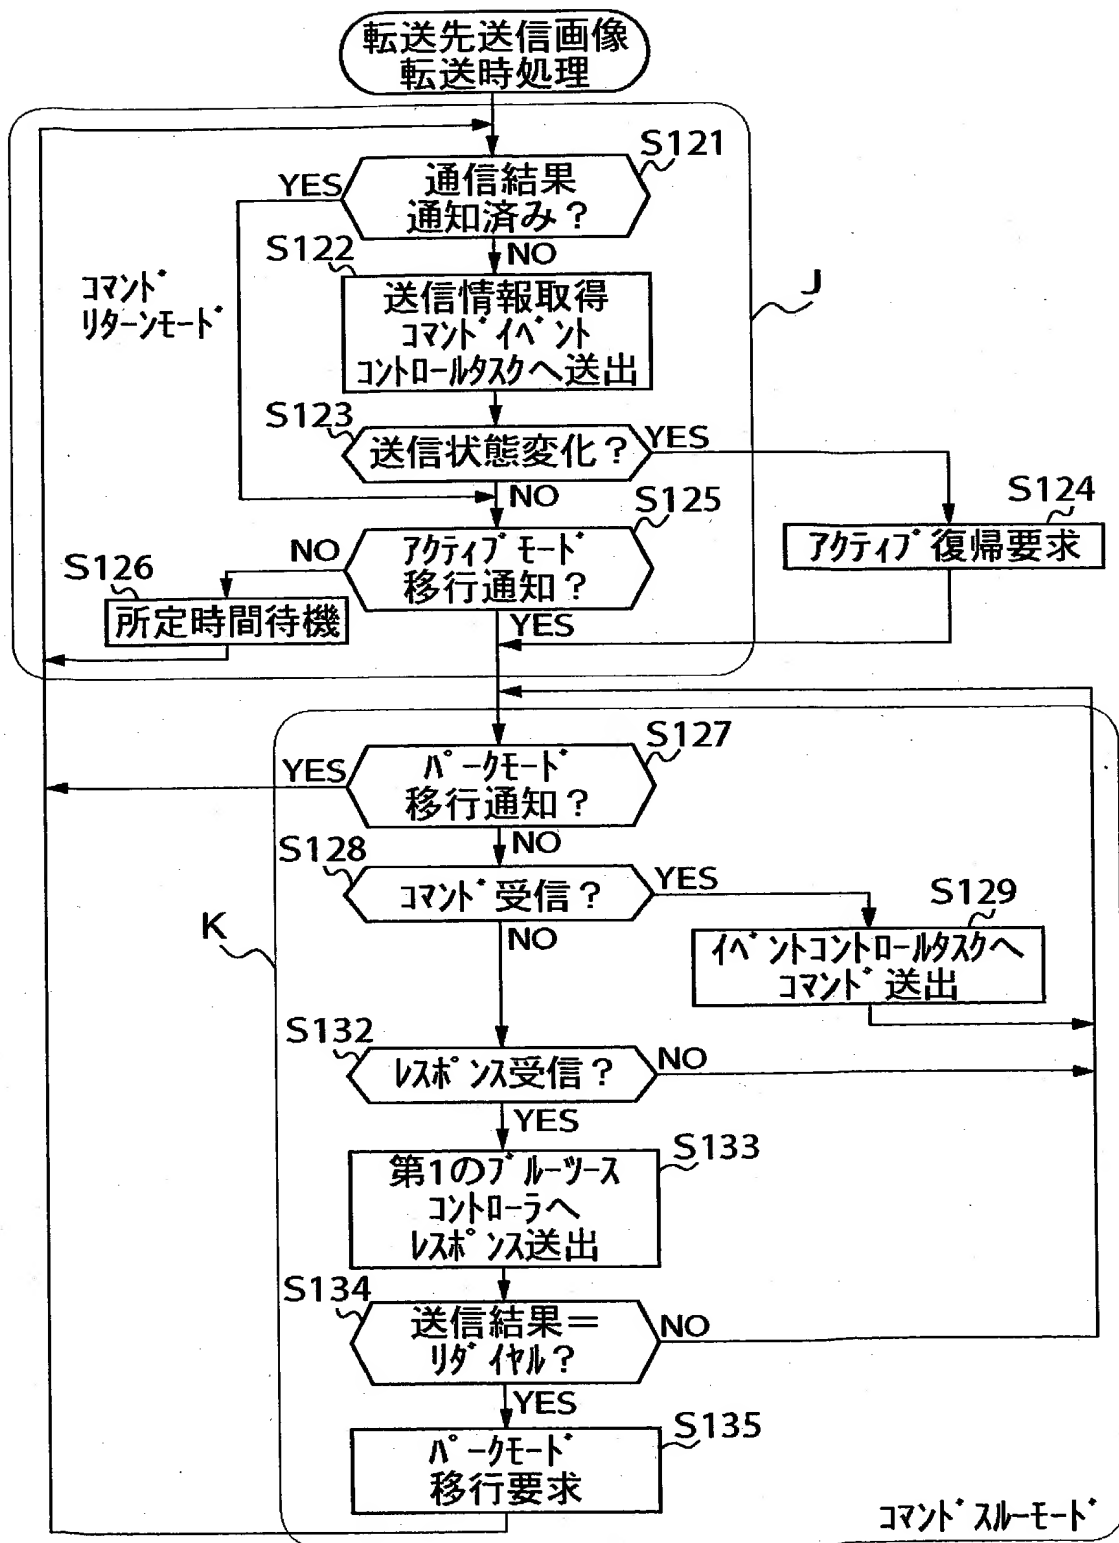 転送先送信画像
転送時処理
S121
YES
通信結果
通知済み?
NO
S122
コマンド
リターンモード
J
送信情報取得
コマンドイベント
コントロールタスクへ送出
S123
送信状態変化?
YES
NO
S124
アクティブ復帰要求
S125
NO
アクティブモード
移行通知?
S126
所定時間待機
YES
S127
YES
パークモード
移行通知?
NO
S128
コマンド受信?
YES
S129
K
NO
イベントコントロールタスクへ
コマンド送出
S132
レスポンス受信?
NO
YES
S133
第1のブルーツース
コントローラへ
レスポンス送出
S134
送信結果=
リダイヤル?
NO
YES
S135
パークモード
移行要求
コマンドスルーモード